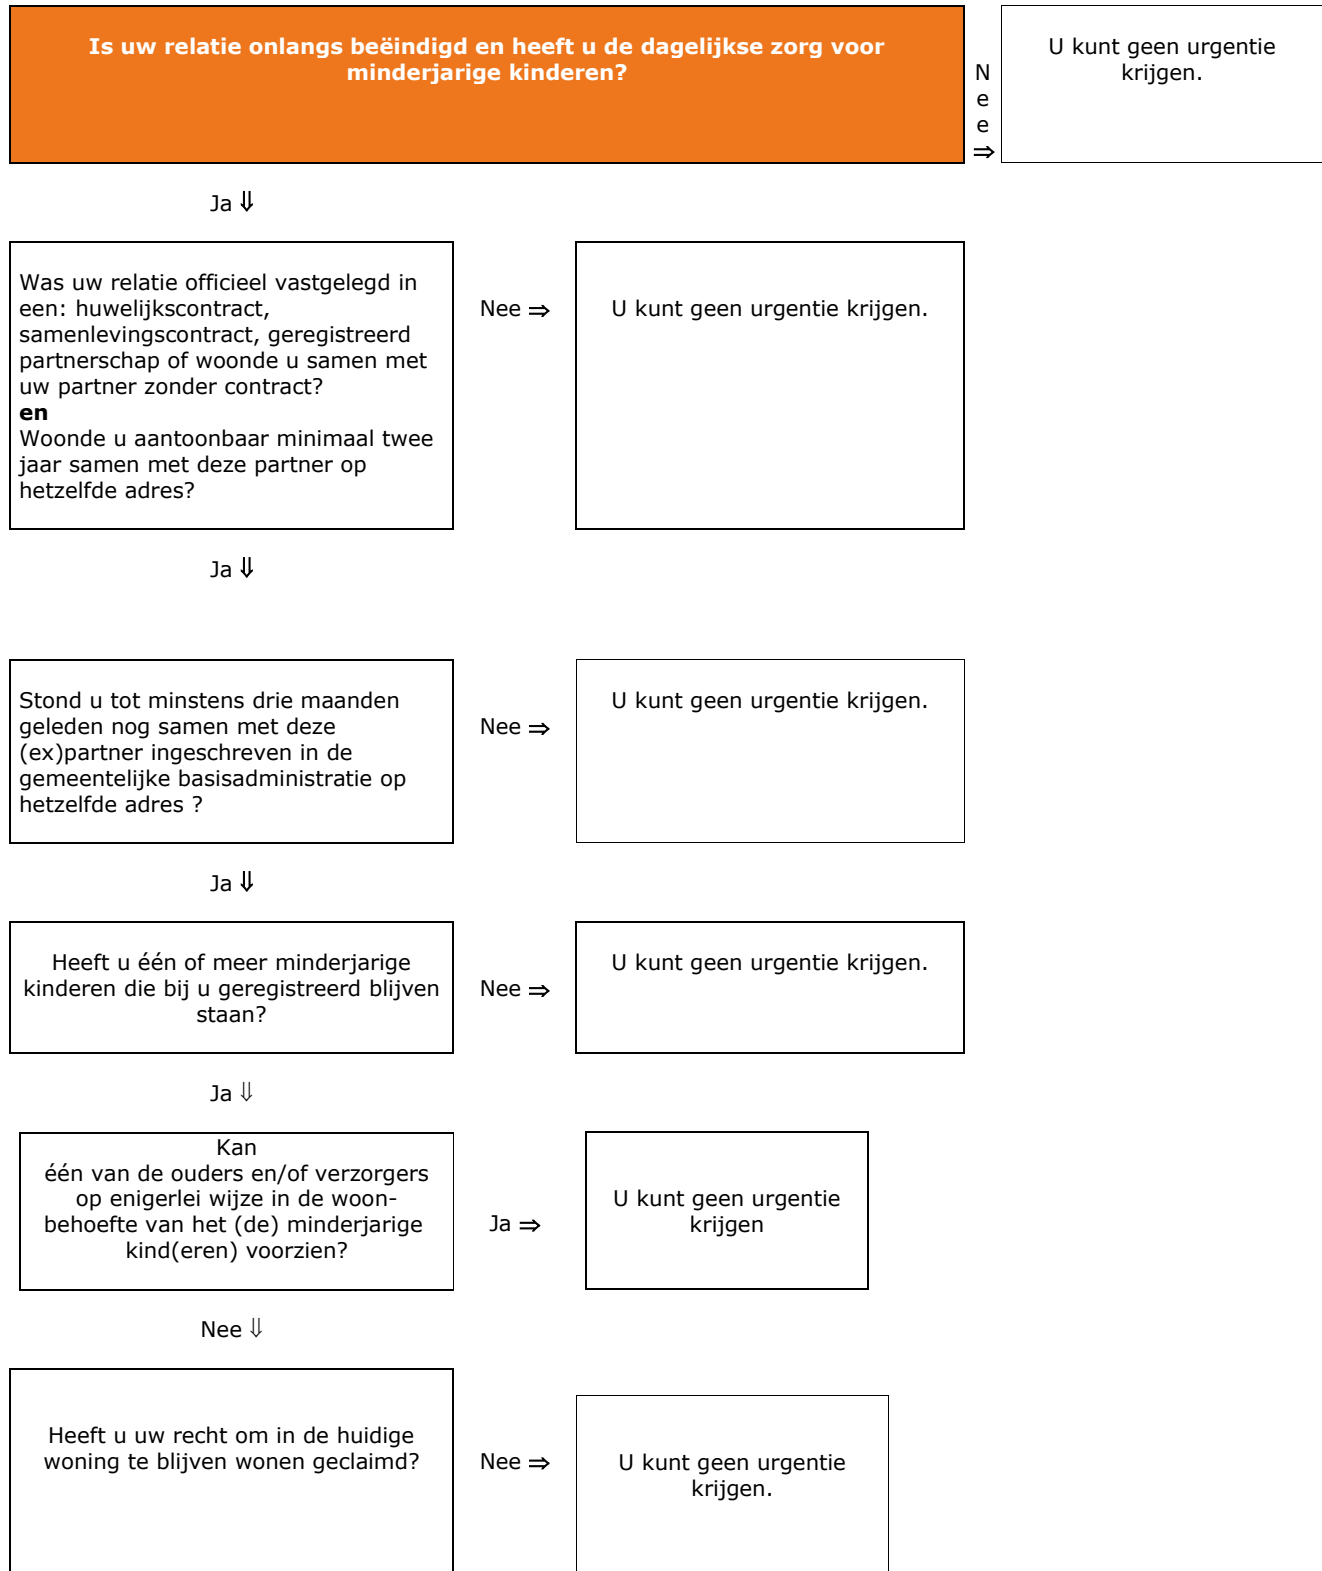 Is uw relatie onlangs beëindigd en heeft u de dagelijkse zorg voor
minderjarige kinderen?
N
e
e
⇒
U kunt geen urgentie
krijgen.
Ja ⇓
Was uw relatie officieel vastgelegd in
een: huwelijkscontract,
samenlevingscontract, geregistreerd
partnerschap of woonde u samen met
uw partner zonder contract?
en
Woonde u aantoonbaar minimaal twee
jaar samen met deze partner op
hetzelfde adres?
Nee ⇒
U kunt geen urgentie krijgen.
Ja ⇓
Stond u tot minstens drie maanden
geleden nog samen met deze
(ex)partner ingeschreven in de
gemeentelijke basisadministratie op
hetzelfde adres ?
Nee ⇒
U kunt geen urgentie krijgen.
Ja ⇓
Heeft u één of meer minderjarige
kinderen die bij u geregistreerd blijven
staan?
Nee ⇒
U kunt geen urgentie krijgen.
Ja ⇓
Kan
één van de ouders en/of verzorgers
op enigerlei wijze in de woon-
behoefte van het (de) minderjarige
kind(eren) voorzien?
Ja ⇒
U kunt geen urgentie
krijgen
Nee ⇓
Heeft u uw recht om in de huidige
woning te blijven wonen geclaimd?
Nee ⇒
U kunt geen urgentie
krijgen.